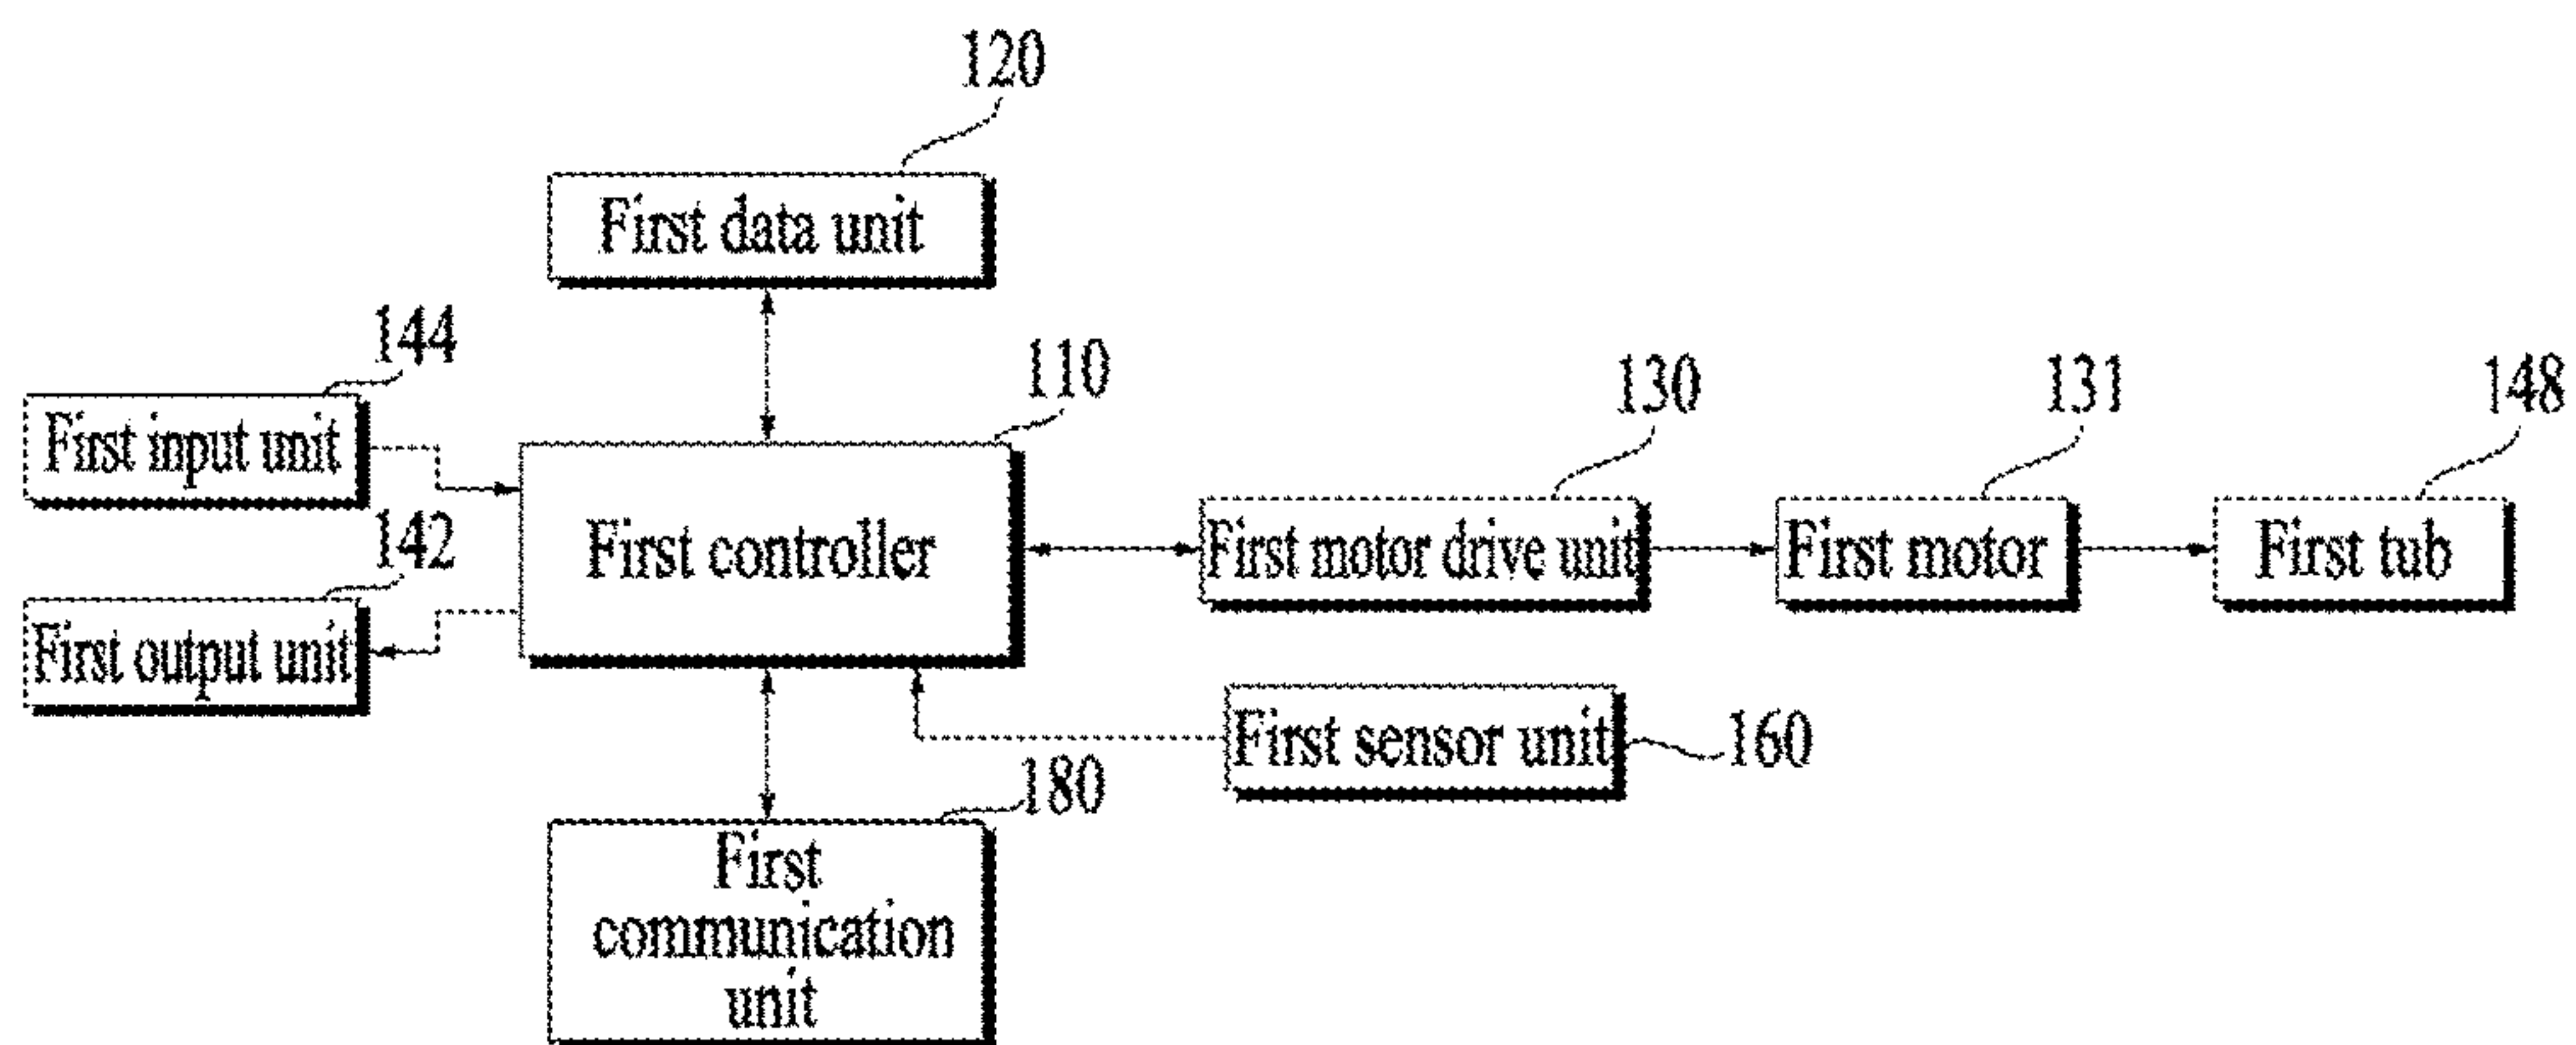 120
First data unit
144
First input unit
110
First controller
130
First motor drive unit
131
First motor
148
First tub
142
First output unit
First sensor unit
160
180
First
communication
unit